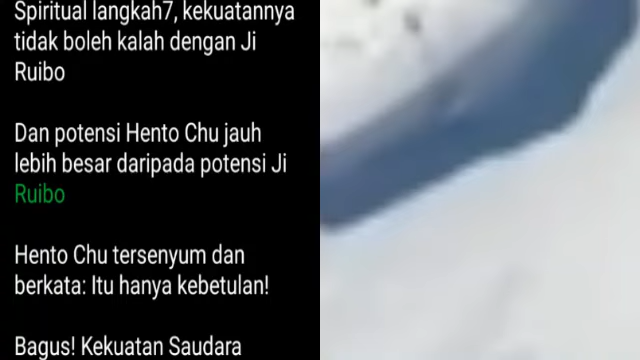 Spiritual langkah7, kekuatannya
tidak boleh kalah dengan Ji
Ruibo
Dan potensi Hento Chu jauh
lebih besar daripada potensi Ji
Ruibo
Hento Chu tersenyum dan
berkata: Itu hanya kebetulan!
Bagus! Kekuatan Saudara